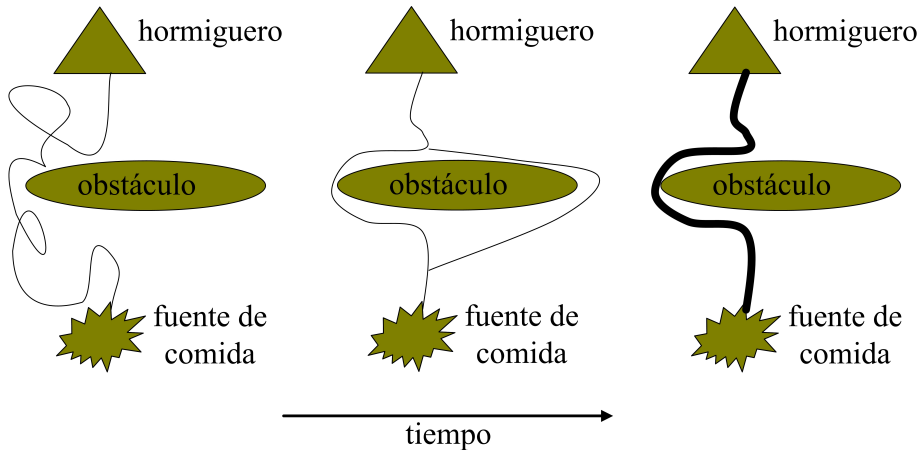 hormiguero
obstáculo
fuente de
comida
hormiguero
obstáculo
fuente de
comida
hormiguero
obstáculo
fuente de
comida
tiempo